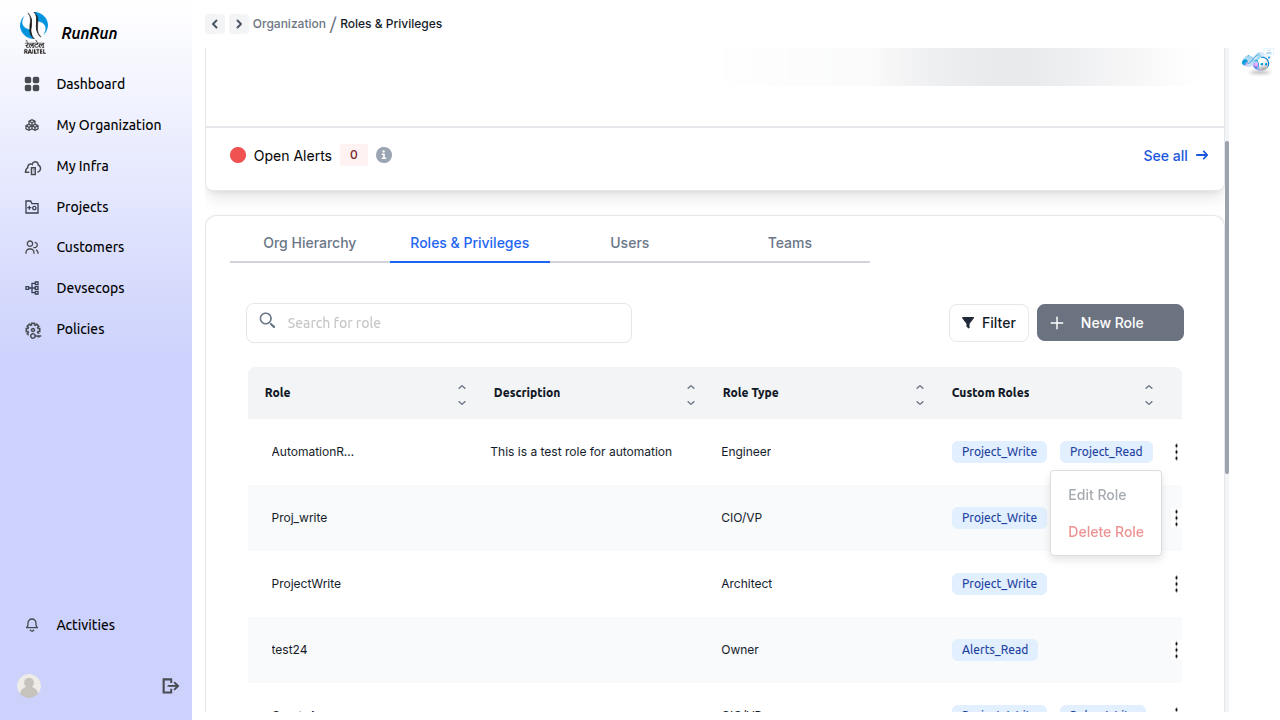 रेलटेल
RAILTEL
RunRun
Dashboard
My Organization
My Infra
Projects
Customers
Devsecops
Policies
Activities
Organization / Roles & Privileges
Open Alerts 0
See all
Org Hierarchy Roles & Privileges Users Teams
Search for role
Filter
New Role
Role Description Role Type Custom Roles
AutomationR... This is a test role for automation Engineer Project_Write Project_Read
Edit Role
Delete Role
Proj_write CIO/VP Project_Write
ProjectWrite Architect Project_Write
test24 Owner Alerts_Read